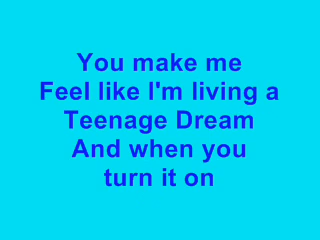 You make me
Feel like I'm living a
Teenage Dream
And when you
turn it on